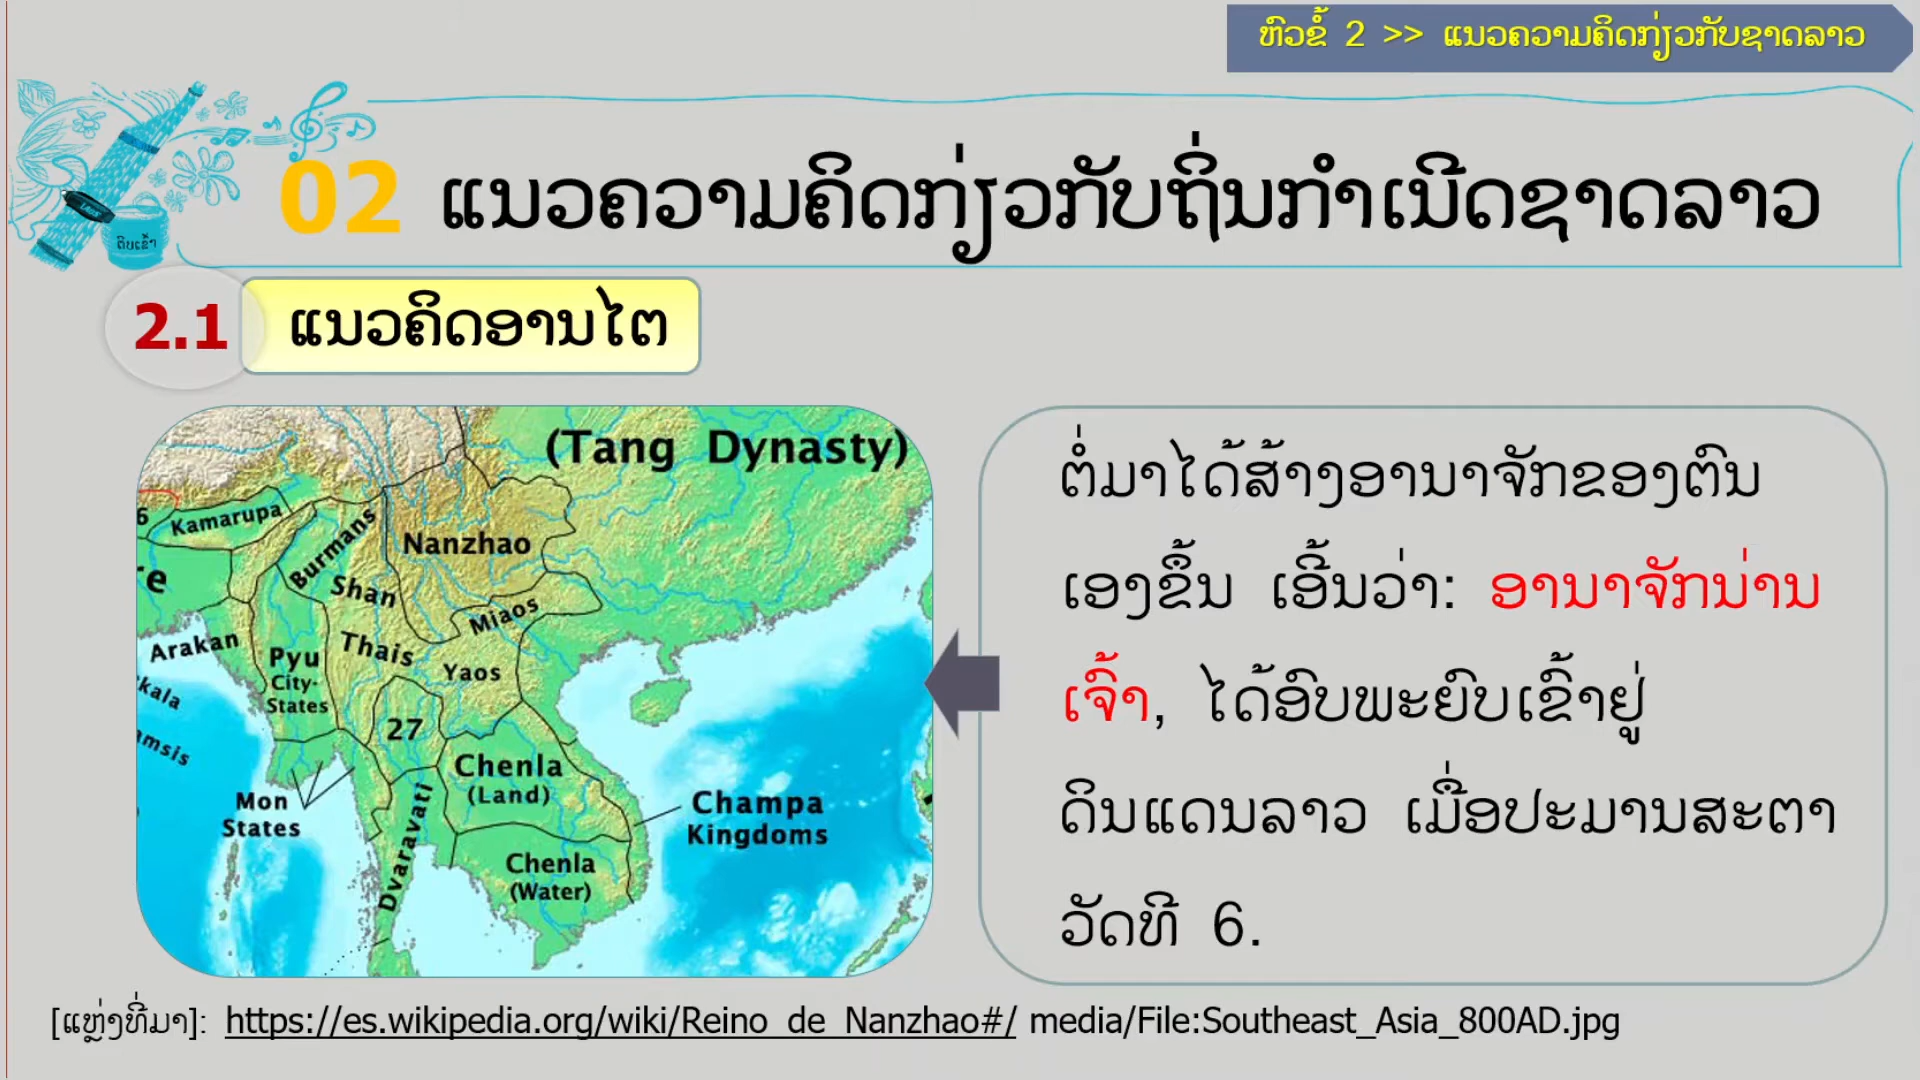 ຫົວຂໍ້ 2 >> ແນວຄວາມຄິດກ່ຽວກັບຊາດລາວ
02 ແນວຄວາມຄິດກ່ຽວກັບຖິ່ນກຳເນີດຊາດລາວ
LAOS
ຕິບເຂົ້າ
2.1 ແນວຄິດອານໄຕ
(Tang Dynasty)
6
Kamarupa
Burmans
Nanzhao
Shan
Miaos
Arakan
Thais
Yaos
Pyu
City-
States
27
Chenla
(Land)
Mon
States
Dvaravati
Champa
Kingdoms
Chenla
(Water)
ຕໍ່ມາໄດ້ສ້າງອານາຈັກຂອງຕົນ
ເອງຂຶ້ນ ເອີ້ນວ່າ: ອານາຈັກນ່ານ
ເຈົ້າ, ໄດ້ອົບພະຍົບເຂົ້າຢູ່
ດິນແດນລາວ ເມື່ອປະມານສະຕາ
ວັດທີ 6.
[ແຫຼ່ງທີ່ມາ]: https://es.wikipedia.org/wiki/Reino_de_Nanzhao#/ media/File:Southeast_Asia_800AD.jpg